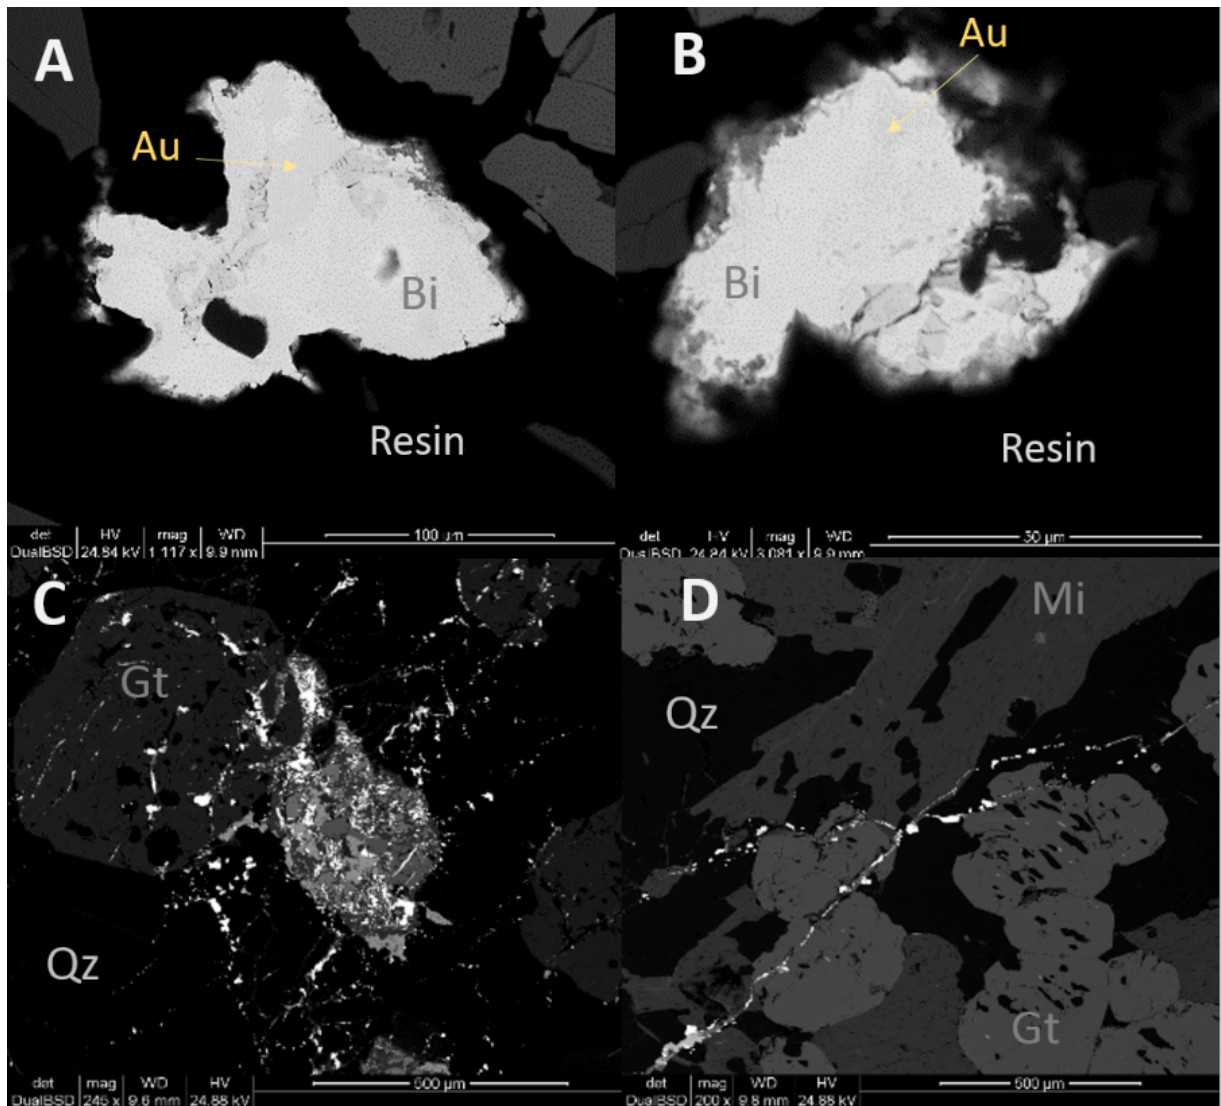 A
Au
Bi
Resin
det HV mag WD
DualBSD 24.84 kV 1 117 x 9.9 mm 100 µm
B
Au
Bi
Resin
det HV mag WD
DualBSD 24.84 kV 3 081 x 9.9 mm 30 µm
C
Gt
Qz
det mag WD HV
DualBSD 245 x 9.6 mm 24.88 kV 500 µm
D
Mi
Qz
Gt
det mag WD HV
DualBSD 200 x 9.8 mm 24.88 kV 500 µm